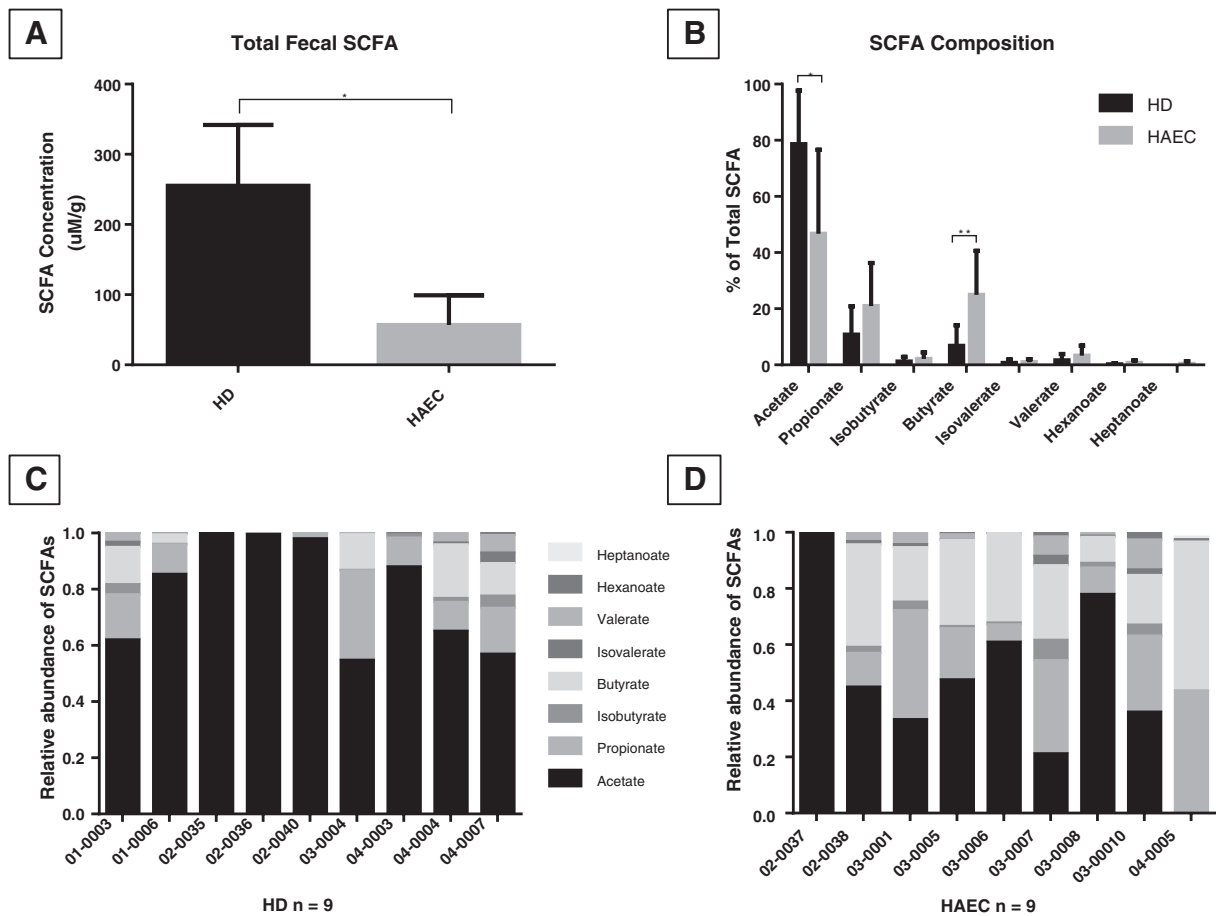 A
Total Fecal SCFA
SCFA Concentration
(uM/g)
400
300
200
100
0
*
HD
HAEC
B
SCFA Composition
% of Total SCFA
100
80
60
40
20
0
*
**
HD
HAEC
Acetate
Propionate
Isobutyrate
Butyrate
Isovalerate
Valerate
Hexanoate
Heptanoate
C
Relative abundance of SCFAs
1.0
0.8
0.6
0.4
0.2
0.0
01-0003
01-0006
02-0035
02-0036
02-0040
03-0004
04-0003
04-0004
04-0007
HD n = 9
Heptanoate
Hexanoate
Valerate
Isovalerate
Butyrate
Isobutyrate
Propionate
Acetate
D
Relative abundance of SCFAs
1.0
0.8
0.6
0.4
0.2
0.0
02-0037
02-0038
03-0001
03-0005
03-0006
03-0007
03-0008
03-00010
04-0005
HAEC n = 9